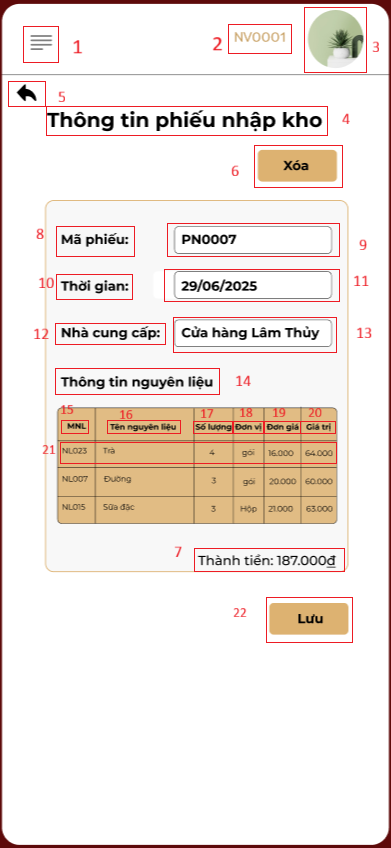 1
2 NV0001
3
5
Thông tin phiếu nhập kho 4
6 Xóa
8 Mã phiếu: PN0007 9
10 Thời gian: 29/06/2025 11
12 Nhà cung cấp: Cửa hàng Lâm Thủy 13
Thông tin nguyên liệu 14
15 16 17 18 19 20
MNL Tên nguyên liệu Số lượng Đơn vị Đơn giá Giá trị
21 NL023 Trà 4 gói 16.000 64.000
NL007 Đường 3 gói 20.000 60.000
NL015 Sữa đặc 3 Hộp 21.000 63.000
7 Thành tiền: 187.000đ
22 Lưu